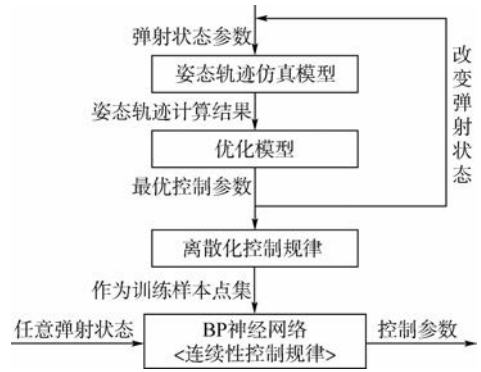 弹射状态参数
姿态轨迹仿真模型
姿态轨迹计算结果
优化模型
最优控制参数
改变弹射状态
离散化控制规律
作为训练样本点集
任意弹射状态
BP神经网络
<连续性控制规律>
控制参数